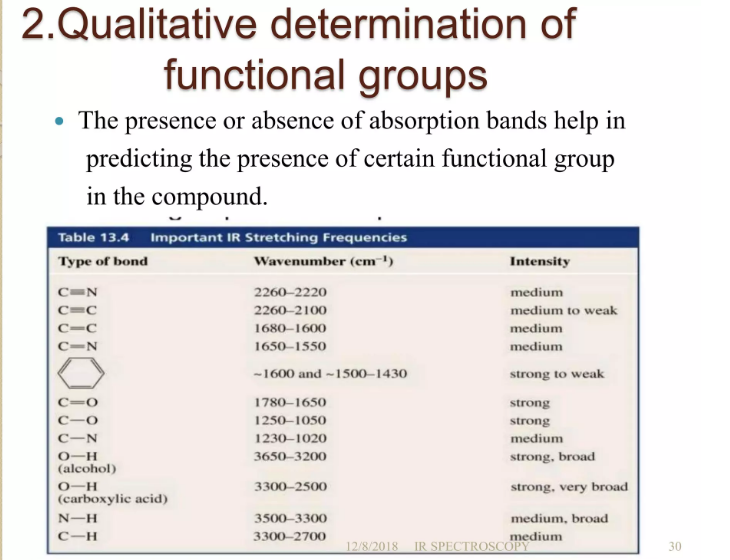 2.Qualitative determination of
functional groups
• The presence or absence of absorption bands help in
predicting the presence of certain functional group
in the compound.
Table 13.4 Important IR Stretching Frequencies
Type of bond Wavenumber (cm⁻¹) Intensity
C≡N 2260–2220 medium
C≡C 2260–2100 medium to weak
C=C 1680–1600 medium
C=N 1650–1550 medium
~1600 and ~1500–1430 strong to weak
C=O 1780–1650 strong
C—O 1250–1050 strong
C—N 1230–1020 medium
O—H 3650–3200 strong, broad
(alcohol)
O—H 3300–2500 strong, very broad
(carboxylic acid)
N—H 3500–3300 medium, broad
C—H 3300–2700 medium
12/8/2018 IR SPECTROSCOPY 30